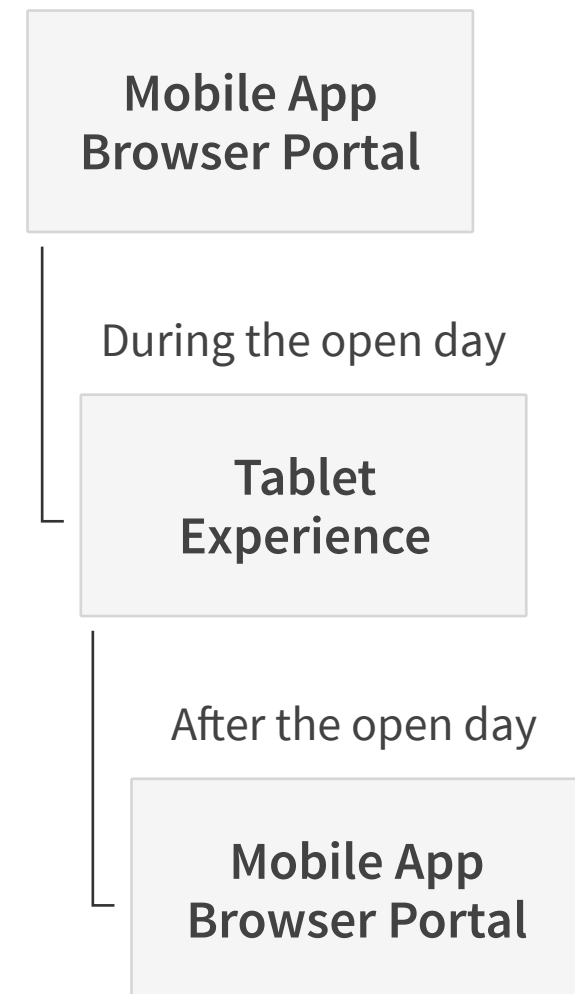 Mobile App
Browser Portal
During the open day
Tablet
Experience
After the open day
Mobile App
Browser Portal